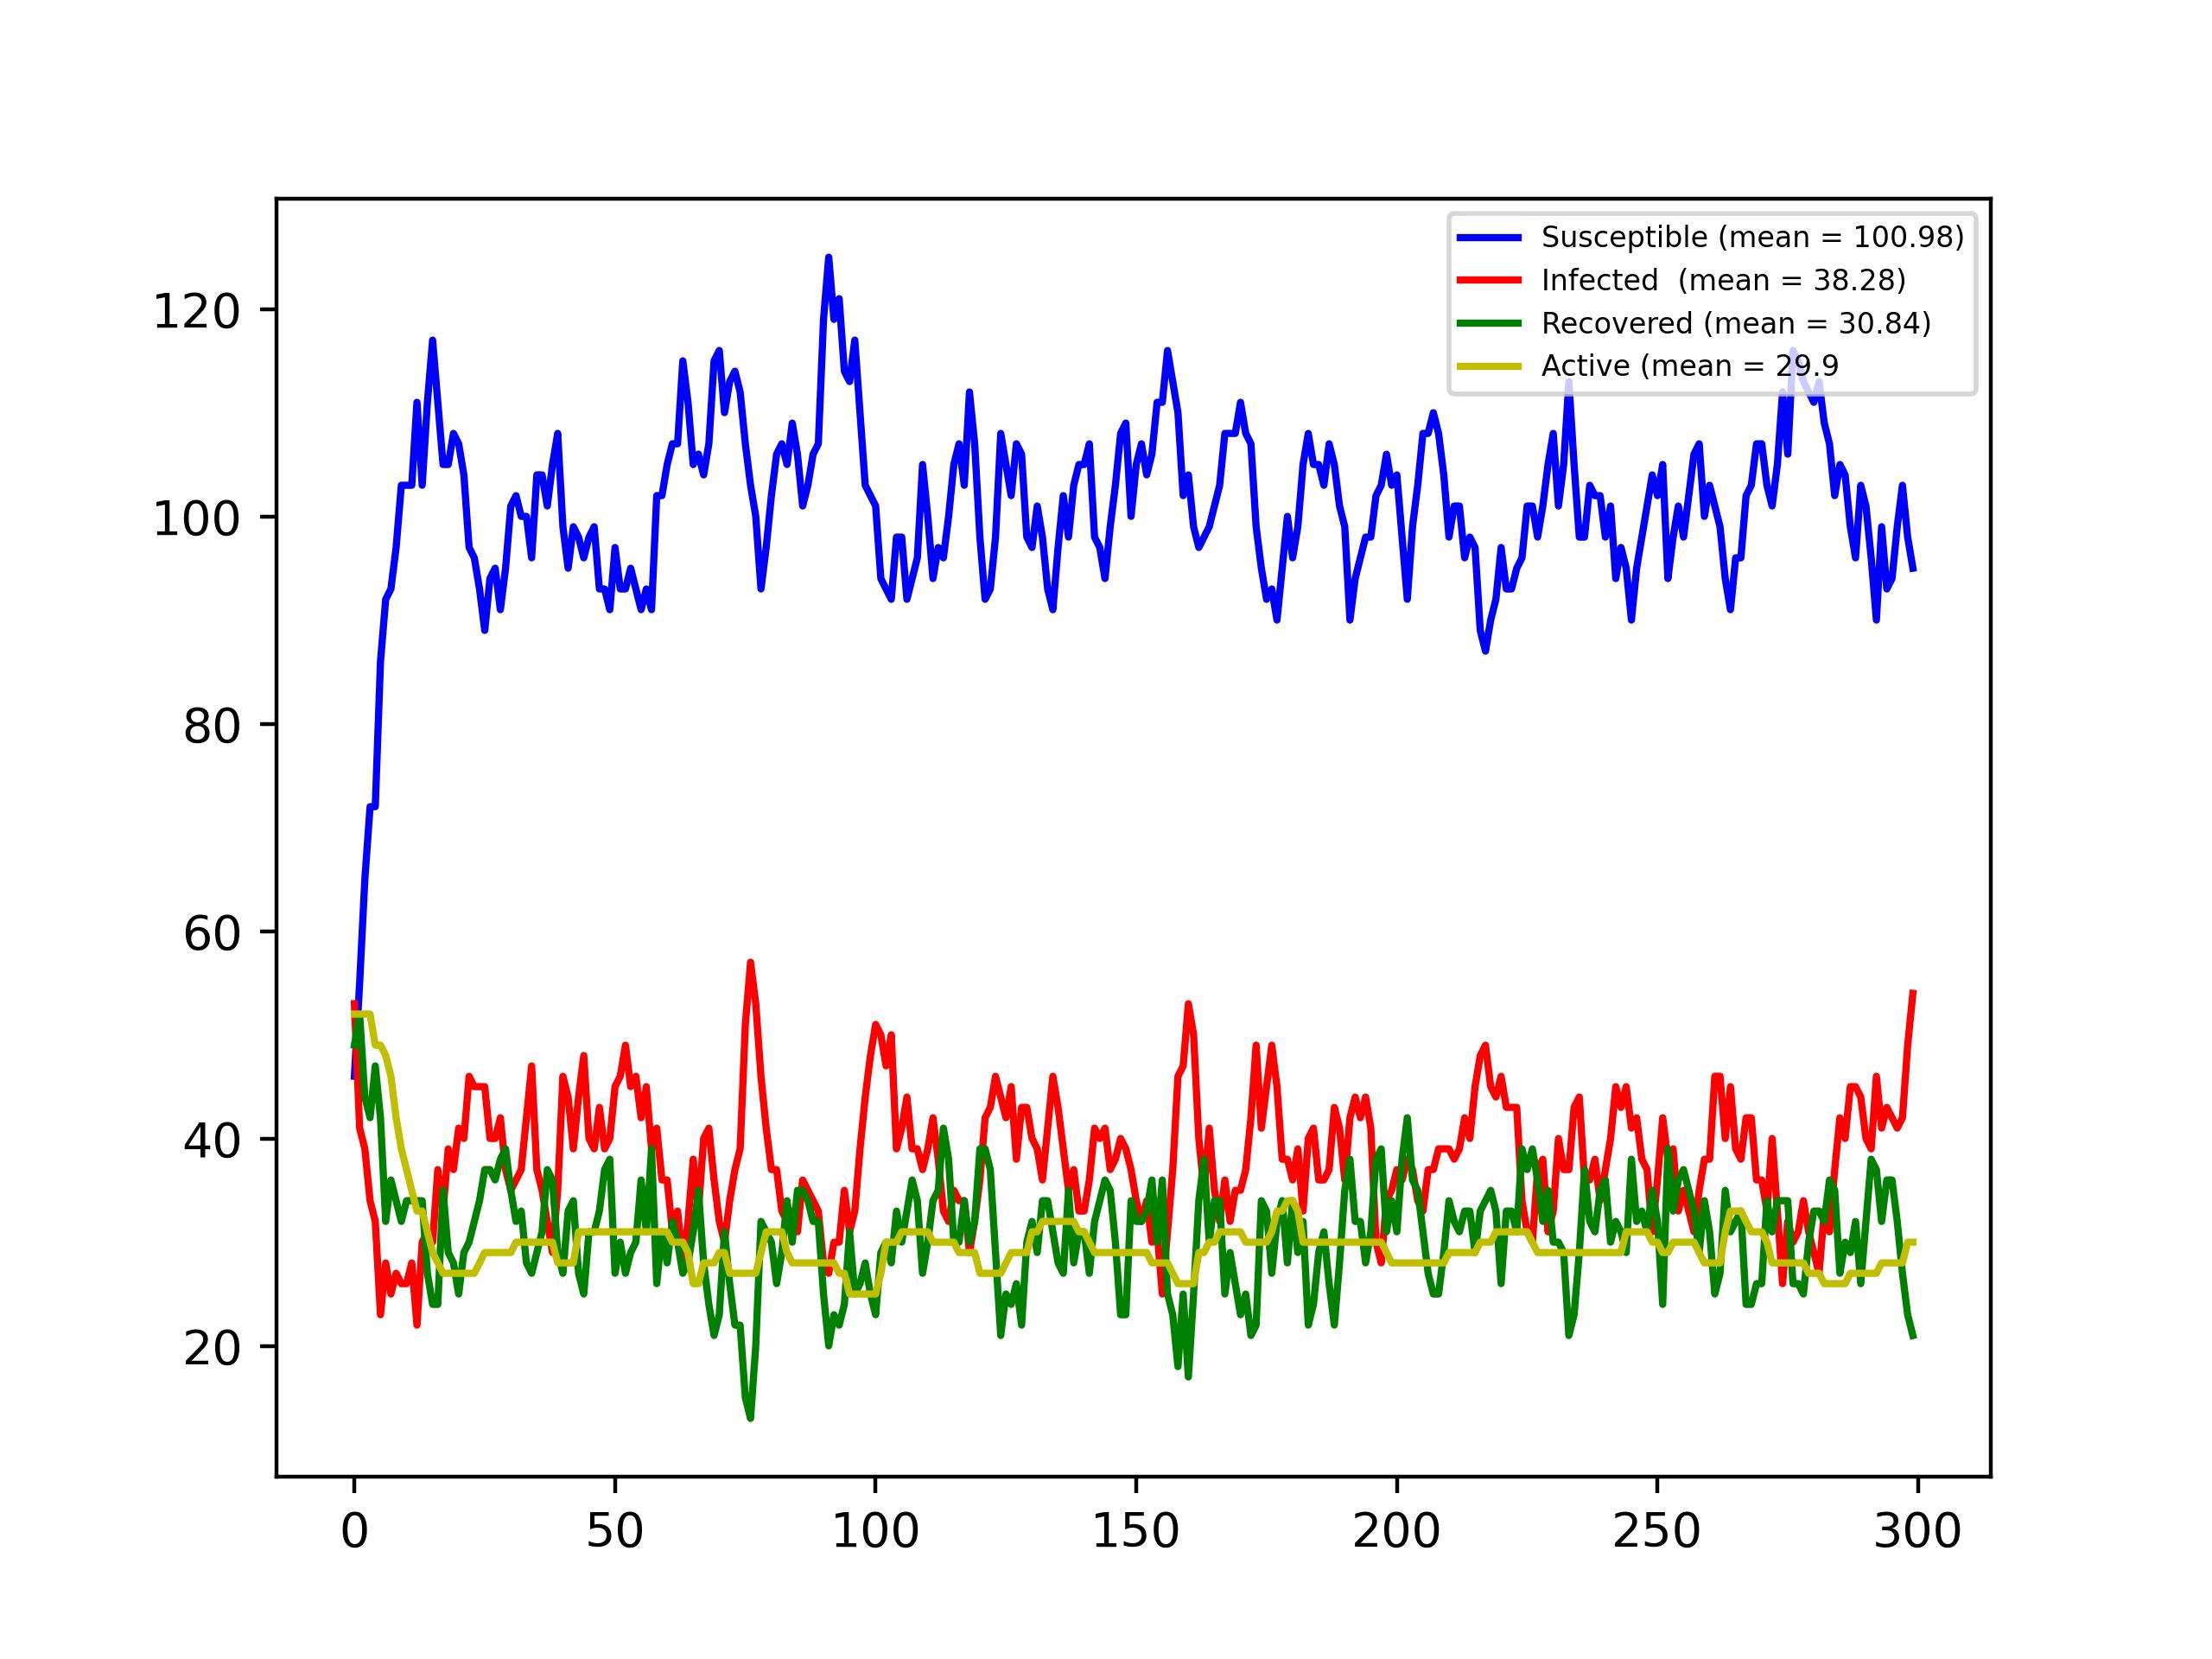 Susceptible (mean = 100.98)
Infected  (mean = 38.28)
Recovered (mean = 30.84)
Active (mean = 29.9
120
100
80
60
40
20
0 50 100 150 200 250 300